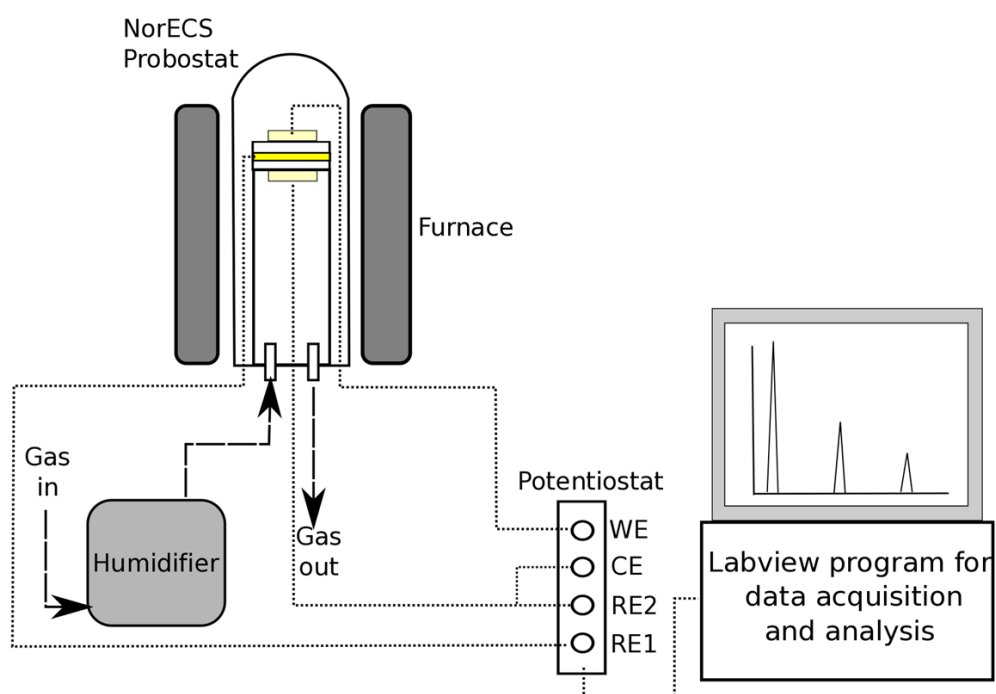 NorECS
Probostat
Furnace
Gas
in
Humidifier
Gas
out
Potentiostat
WE
CE
RE2
RE1
Labview program for
data acquisition
and analysis